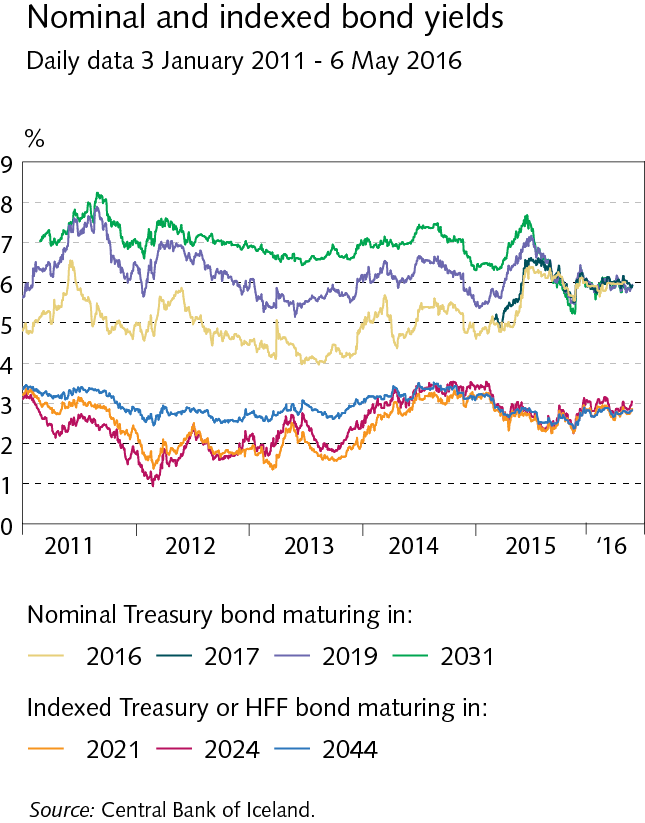 Nominal and indexed bond yields
Daily data 3 January 2011 - 6 May 2016
%
9
8
7
6
5
4
3
2
1
0
2011 2012 2013 2014 2015 '16
Nominal Treasury bond maturing in:
2016 2017 2019 2031
Indexed Treasury or HFF bond maturing in:
2021 2024 2044
Source: Central Bank of Iceland.